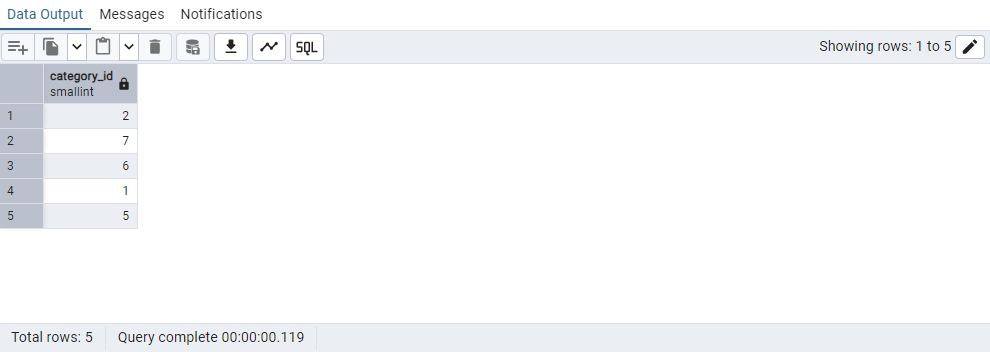 Data Output Messages Notifications
SQL Showing rows: 1 to 5
category_id
smallint
1 2
2 7
3 6
4 1
5 5
Total rows: 5 Query complete 00:00:00.119